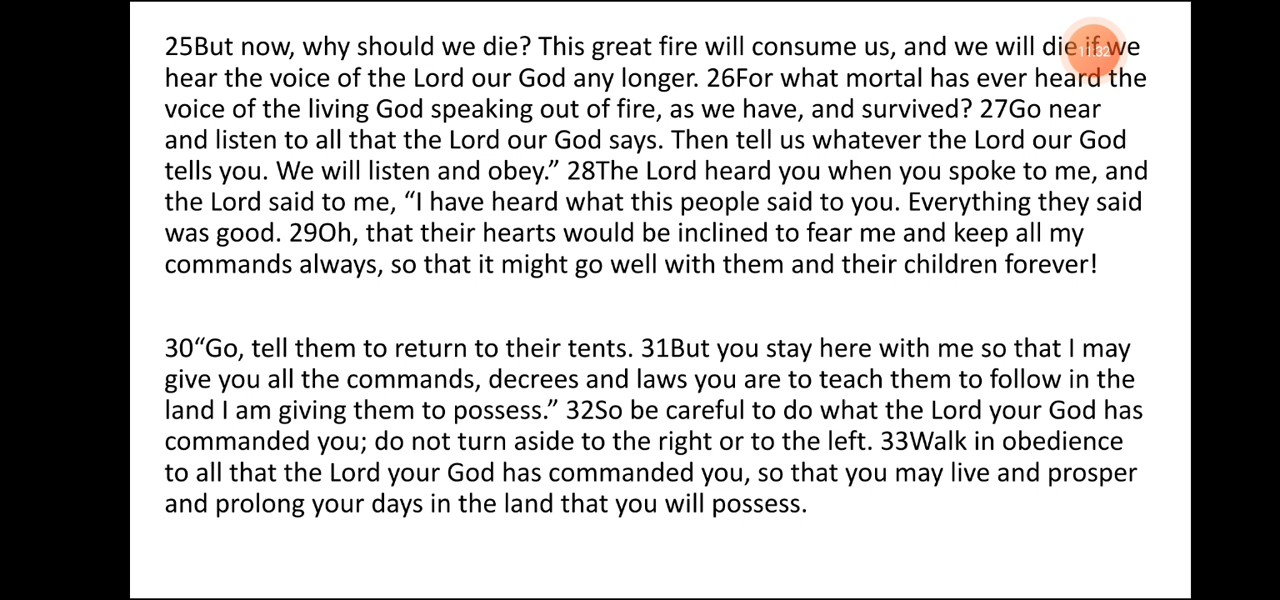 25But now, why should we die? This great fire will consume us, and we will die if we
hear the voice of the Lord our God any longer. 26For what mortal has ever heard the
voice of the living God speaking out of fire, as we have, and survived? 27Go near
and listen to all that the Lord our God says. Then tell us whatever the Lord our God
tells you. We will listen and obey.” 28The Lord heard you when you spoke to me, and
the Lord said to me, “I have heard what this people said to you. Everything they said
was good. 29Oh, that their hearts would be inclined to fear me and keep all my
commands always, so that it might go well with them and their children forever!
30“Go, tell them to return to their tents. 31But you stay here with me so that I may
give you all the commands, decrees and laws you are to teach them to follow in the
land I am giving them to possess.” 32So be careful to do what the Lord your God has
commanded you; do not turn aside to the right or to the left. 33Walk in obedience
to all that the Lord your God has commanded you, so that you may live and prosper
and prolong your days in the land that you will possess.